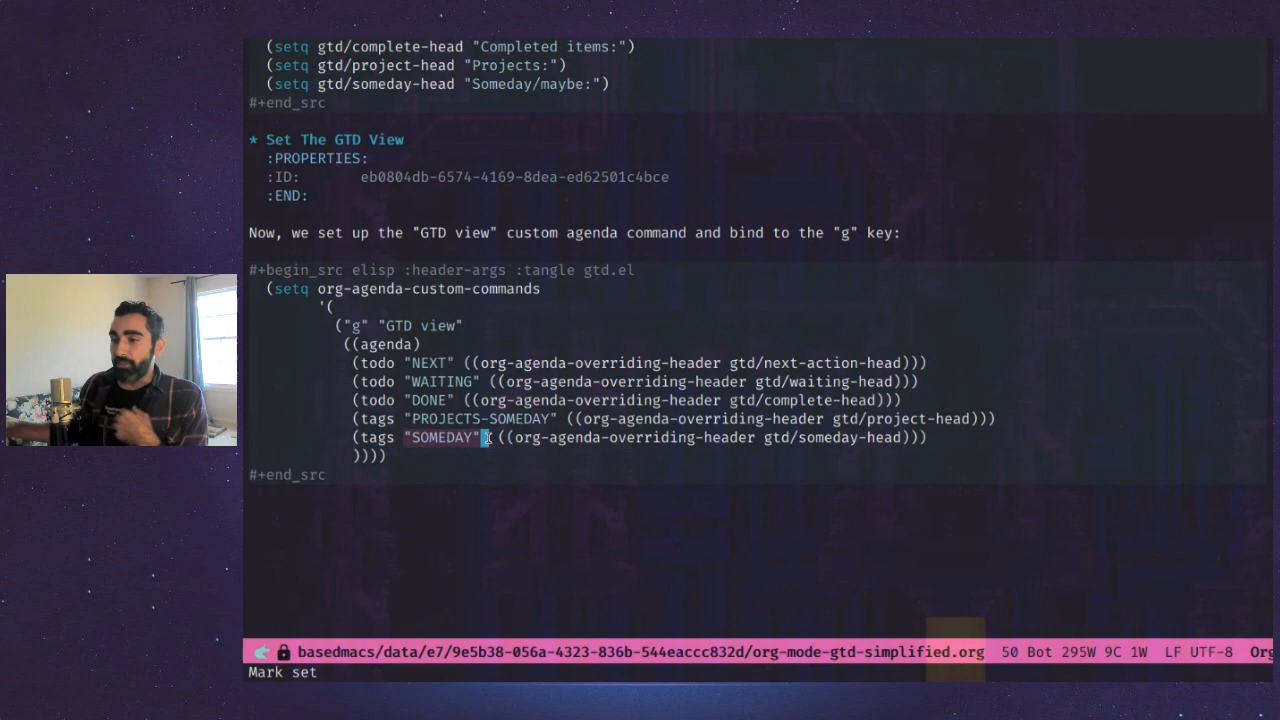 (setq gtd/complete-head "Completed items:")
(setq gtd/project-head "Projects:")
(setq gtd/someday-head "Someday/maybe:")
#+end_src
* Set The GTD View
:PROPERTIES:
:ID: eb0804db-6574-4169-8dea-ed62501c4bce
:END:
Now, we set up the "GTD view" custom agenda command and bind to the "g" key:
#+begin_src elisp :header-args :tangle gtd.el
(setq org-agenda-custom-commands
'(
("g" "GTD view"
((agenda)
(todo "NEXT" ((org-agenda-overriding-header gtd/next-action-head)))
(todo "WAITING" ((org-agenda-overriding-header gtd/waiting-head)))
(todo "DONE" ((org-agenda-overriding-header gtd/complete-head)))
(tags "PROJECTS-SOMEDAY" ((org-agenda-overriding-header gtd/project-head)))
(tags "SOMEDAY" ((org-agenda-overriding-header gtd/someday-head)))
))))
#+end_src
basedmacs/data/e7/9e5b38-056a-4323-836b-544eaccc832d/org-mode-gtd-simplified.org 50 Bot 295W 9C 1W LF UTF-8 Org
Mark set